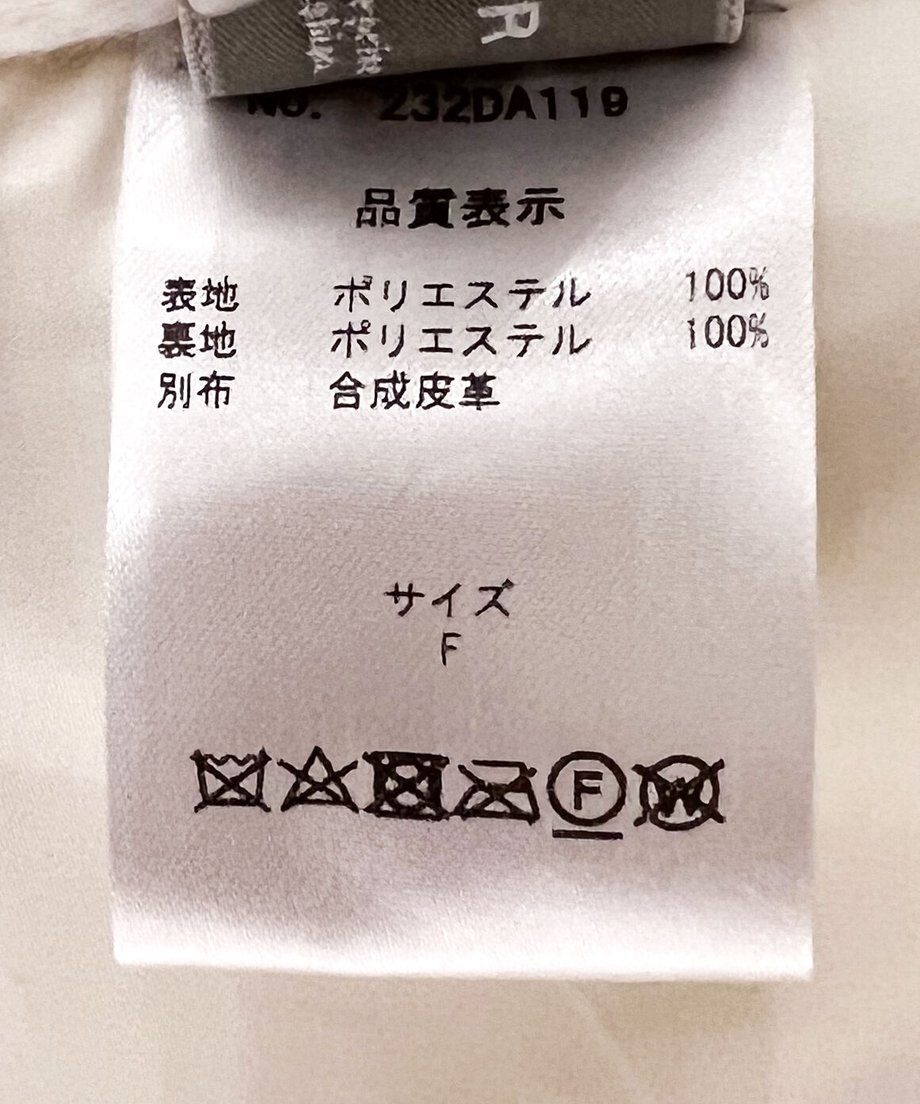 R
No. 232DA119
品質表示
表地 ポリエステル 100%
裏地 ポリエステル 100%
別布 合成皮革
サイズ
F
F
W